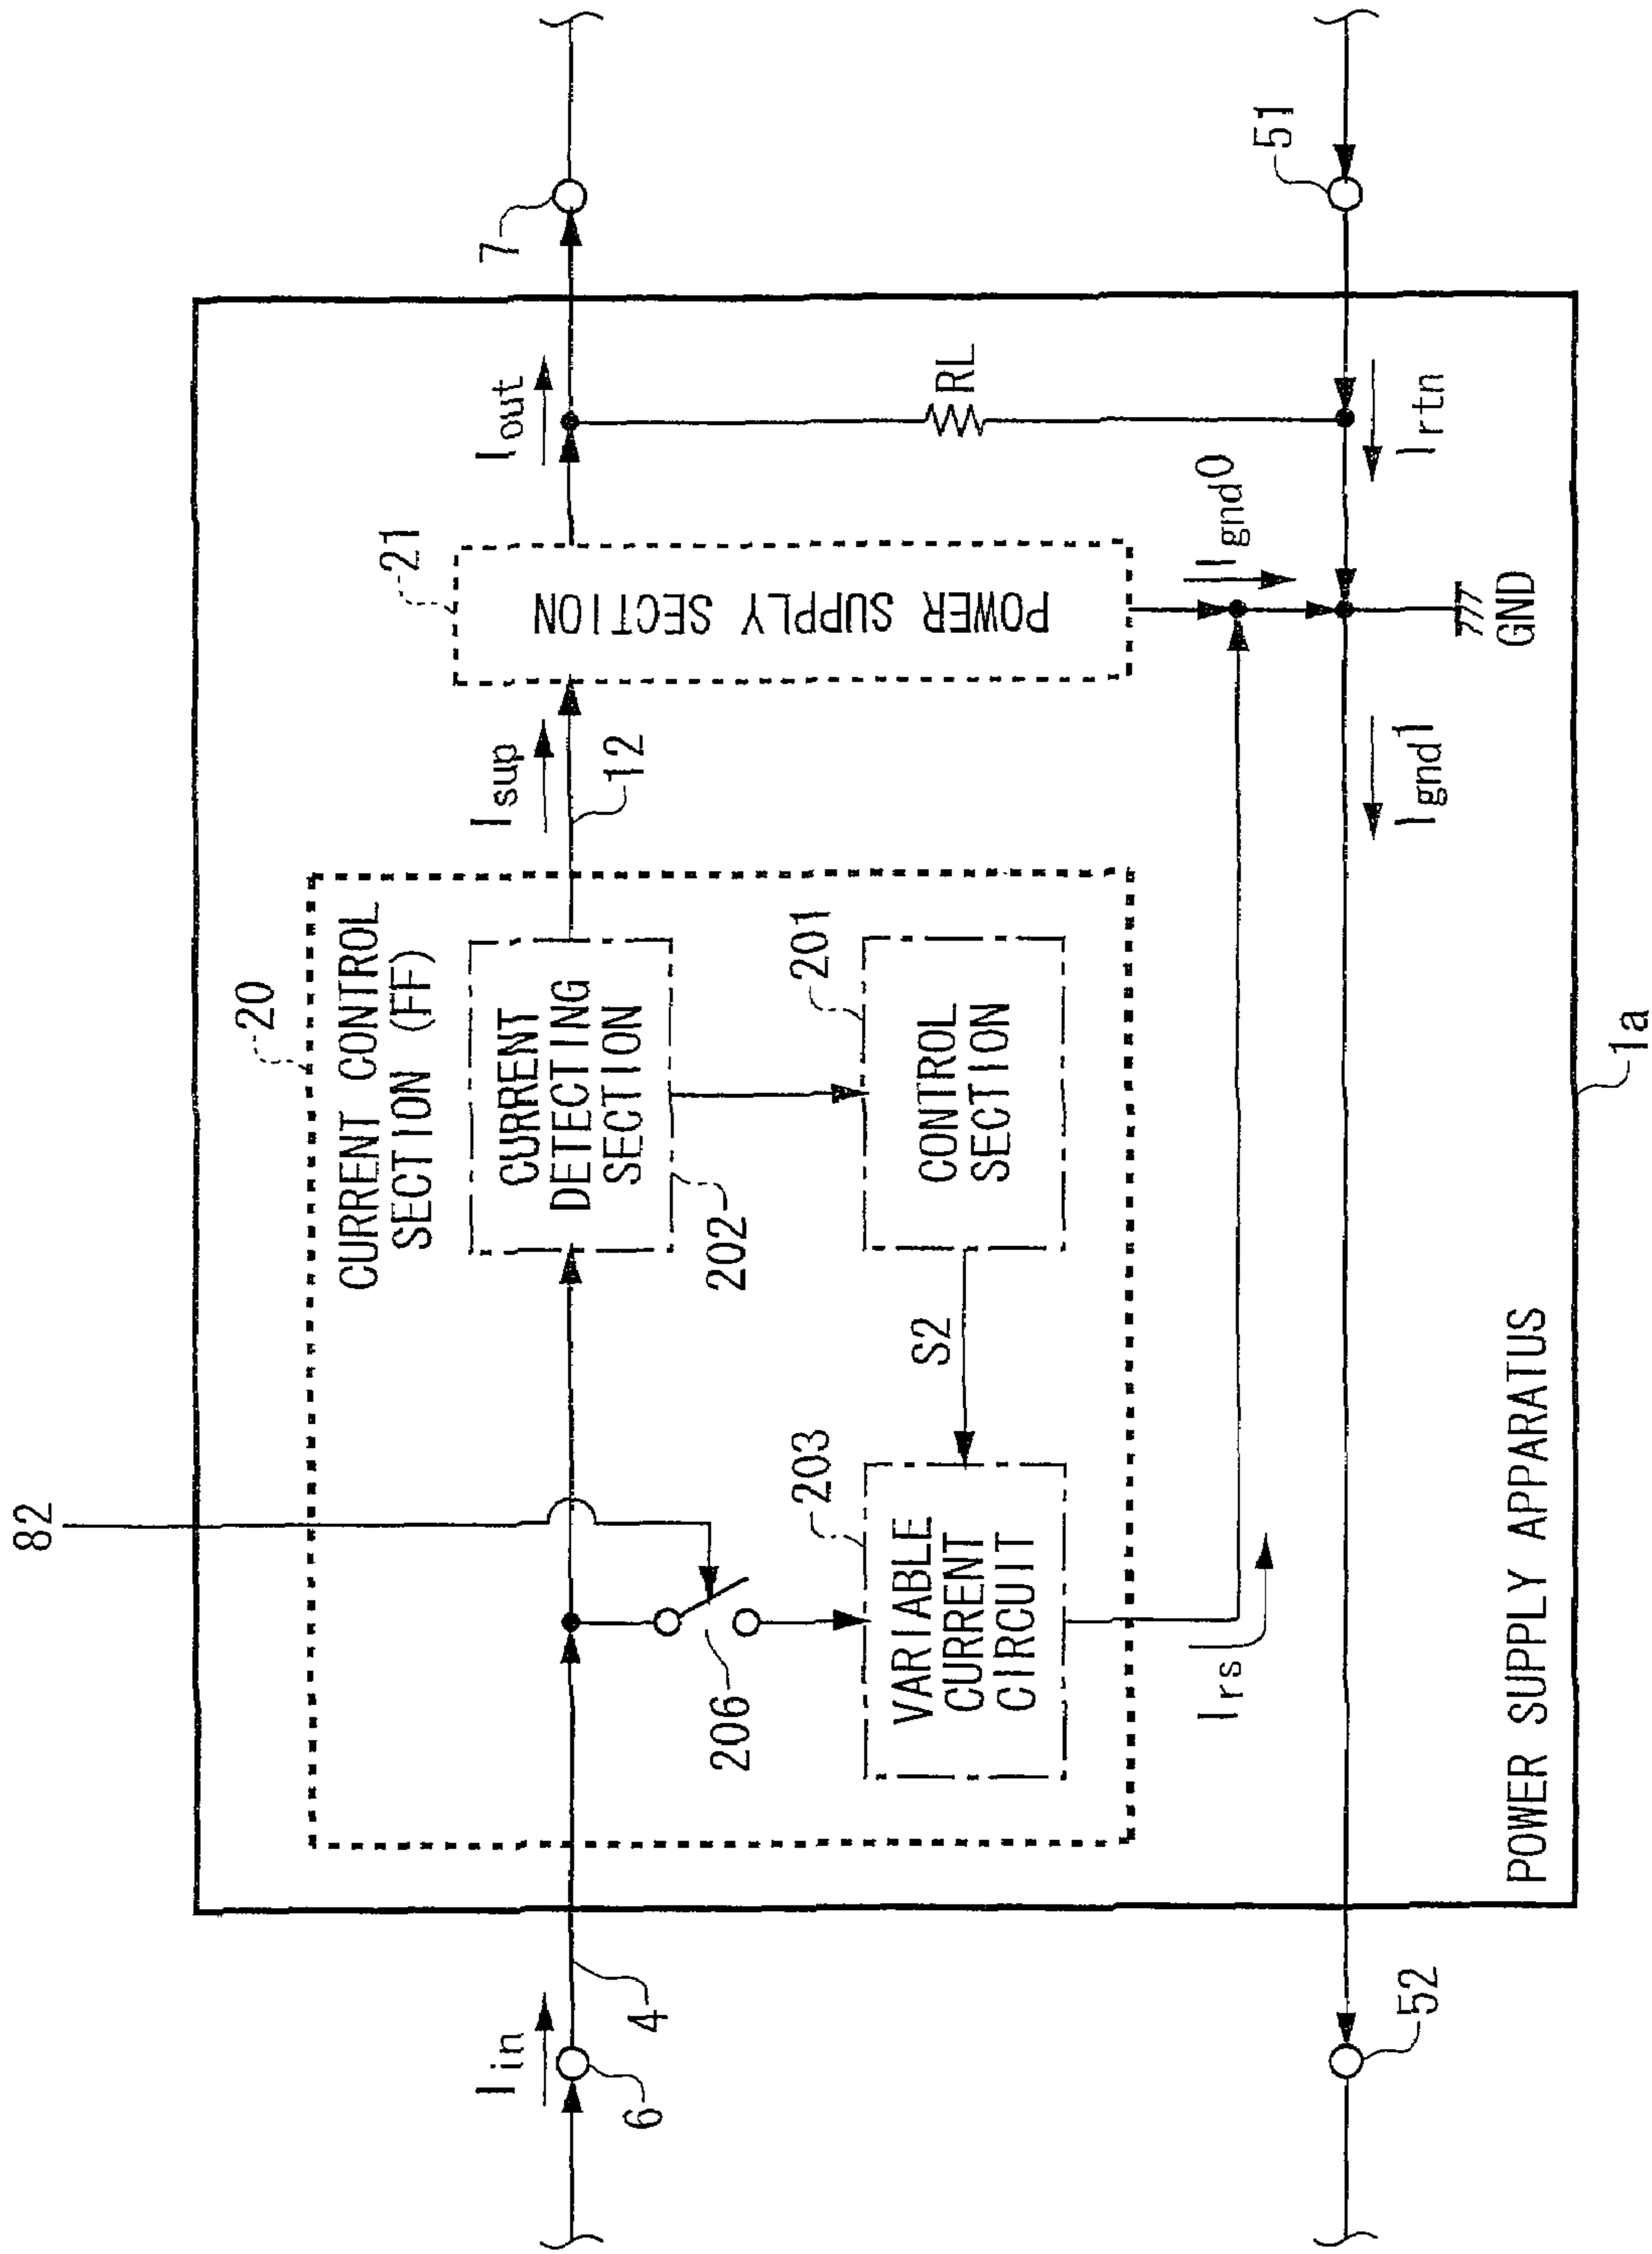 82
20
CURRENT CONTROL
SECTION (FF)
I_in
6
4
206
CURRENT
DETECTING
SECTION
202
I_sup
12
21
POWER SUPPLY SECTION
I_out
7
203
VARIABLE
CURRENT
CIRCUIT
S2
201
CONTROL
SECTION
RL
I_rs
I_gnd0
51
I_gnd1
I_rtn
GND
52
POWER SUPPLY APPARATUS
1a